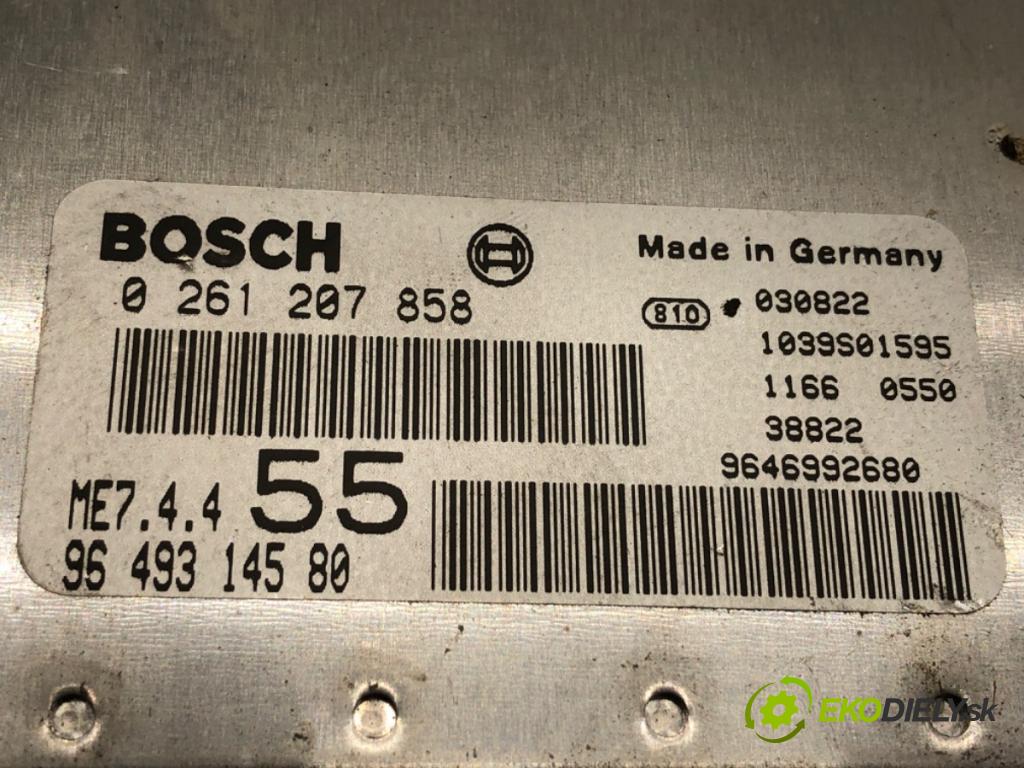 BOSCH
0 261 207 858
Made in Germany
810 030822
1039S01595
1166 0550
38822
9646992680
ME7.4.4 55
96 493 145 80
EKODIELY.sk